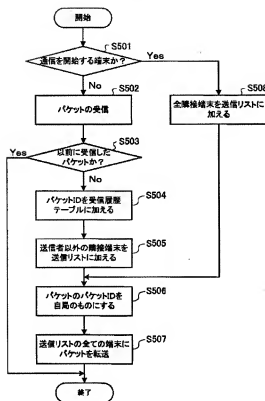 開始
S501
通信を開始する端末か?
Yes
No
S502
パケットの受信
S508
全隣接端末を送信リストに
加える
S503
以前に受信した
パケットか?
Yes
No
S504
パケットIDを受信履歴
テーブルに加える
S505
送信者以外の隣接端末を
送信リストに加える
S506
パケットのパケットIDを
自局のものにする
S507
送信リストの全ての端末に
パケットを転送
終了